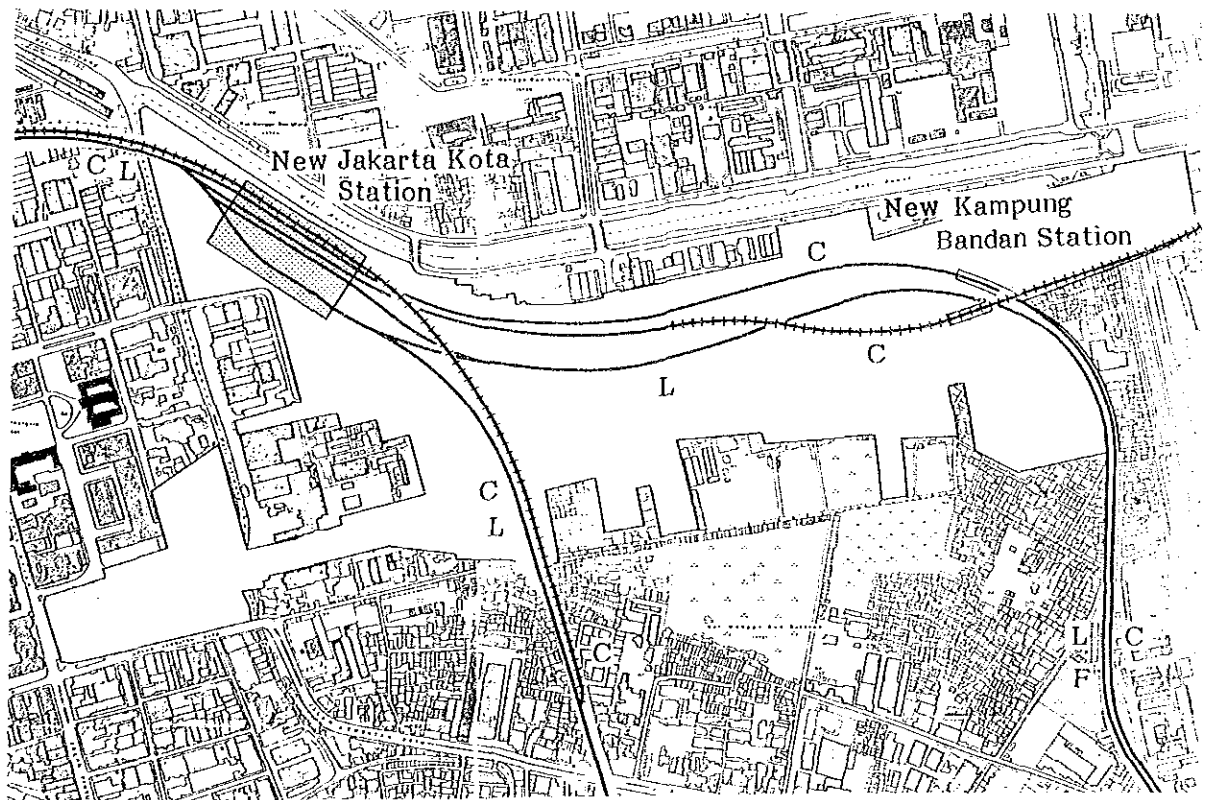 New Jakarta Kota
Station
C L
New Kampung
Bandan Station
C
C
L
C
L
C
L C
F